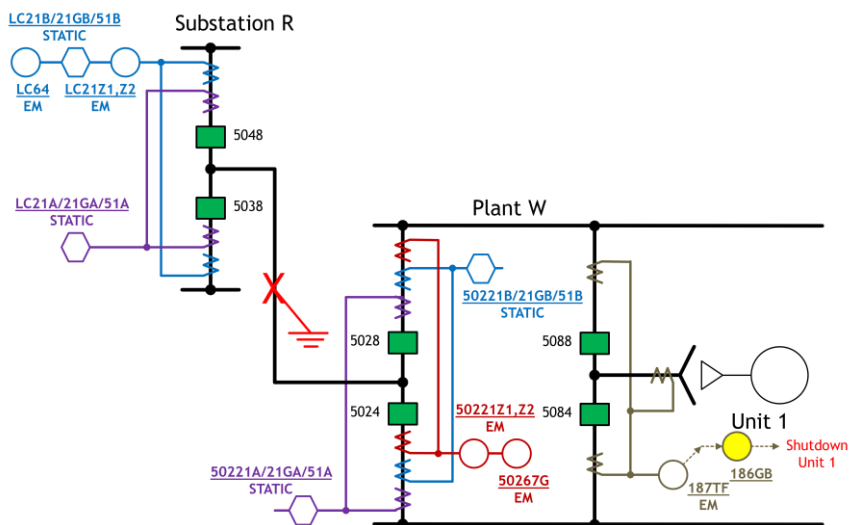 LC21B/21GB/51B
STATIC
Substation R
LC64
EM
LC21Z1,Z2
EM
5048
5038
LC21A/21GA/51A
STATIC
Plant W
50221B/21GB/51B
STATIC
5028
5088
5024
50221Z1,Z2
EM
5084
Unit 1
Shutdown
Unit 1
50221A/21GA/51A
STATIC
50267G
EM
187TF
EM
186GB